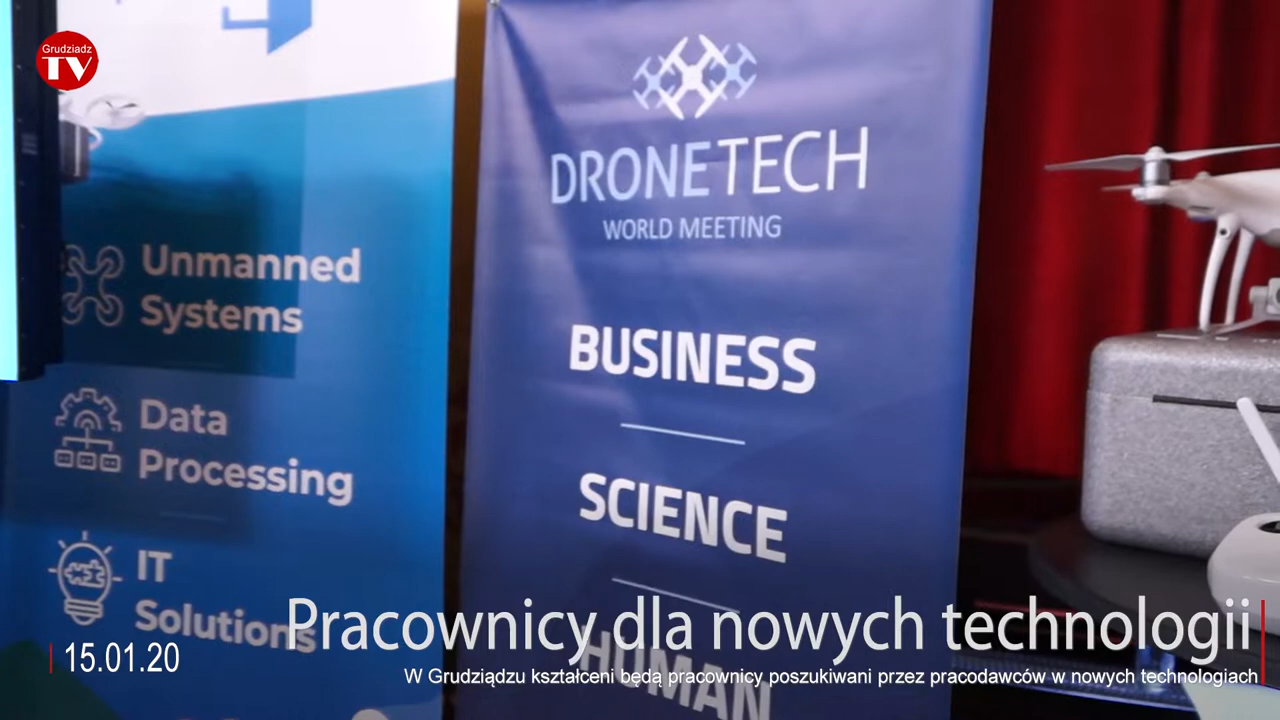 Grudziadz
TV
Unmanned
Systems
Data
Processing
IT
Solutions
DRONETECH
WORLD MEETING
BUSINESS
SCIENCE
HUMAN
Pracownicy dla nowych technologii
15.01.20
W Grudziądzu kształceni będą pracownicy poszukiwani przez pracodawców w nowych technologiach